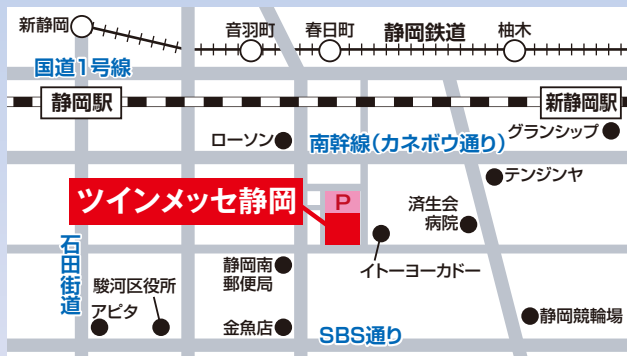 新静岡
音羽町
春日町
静岡鉄道
柚木
国道1号線
静岡駅
新静岡駅
ローソン
南幹線(カネボウ通り)
グランシップ
テンジンヤ
ツインメッセ静岡
P
済生会
病院
イトーヨーカドー
石田街道
静岡南
郵便局
駿河区役所
アピタ
金魚店
SBS通り
静岡競輪場